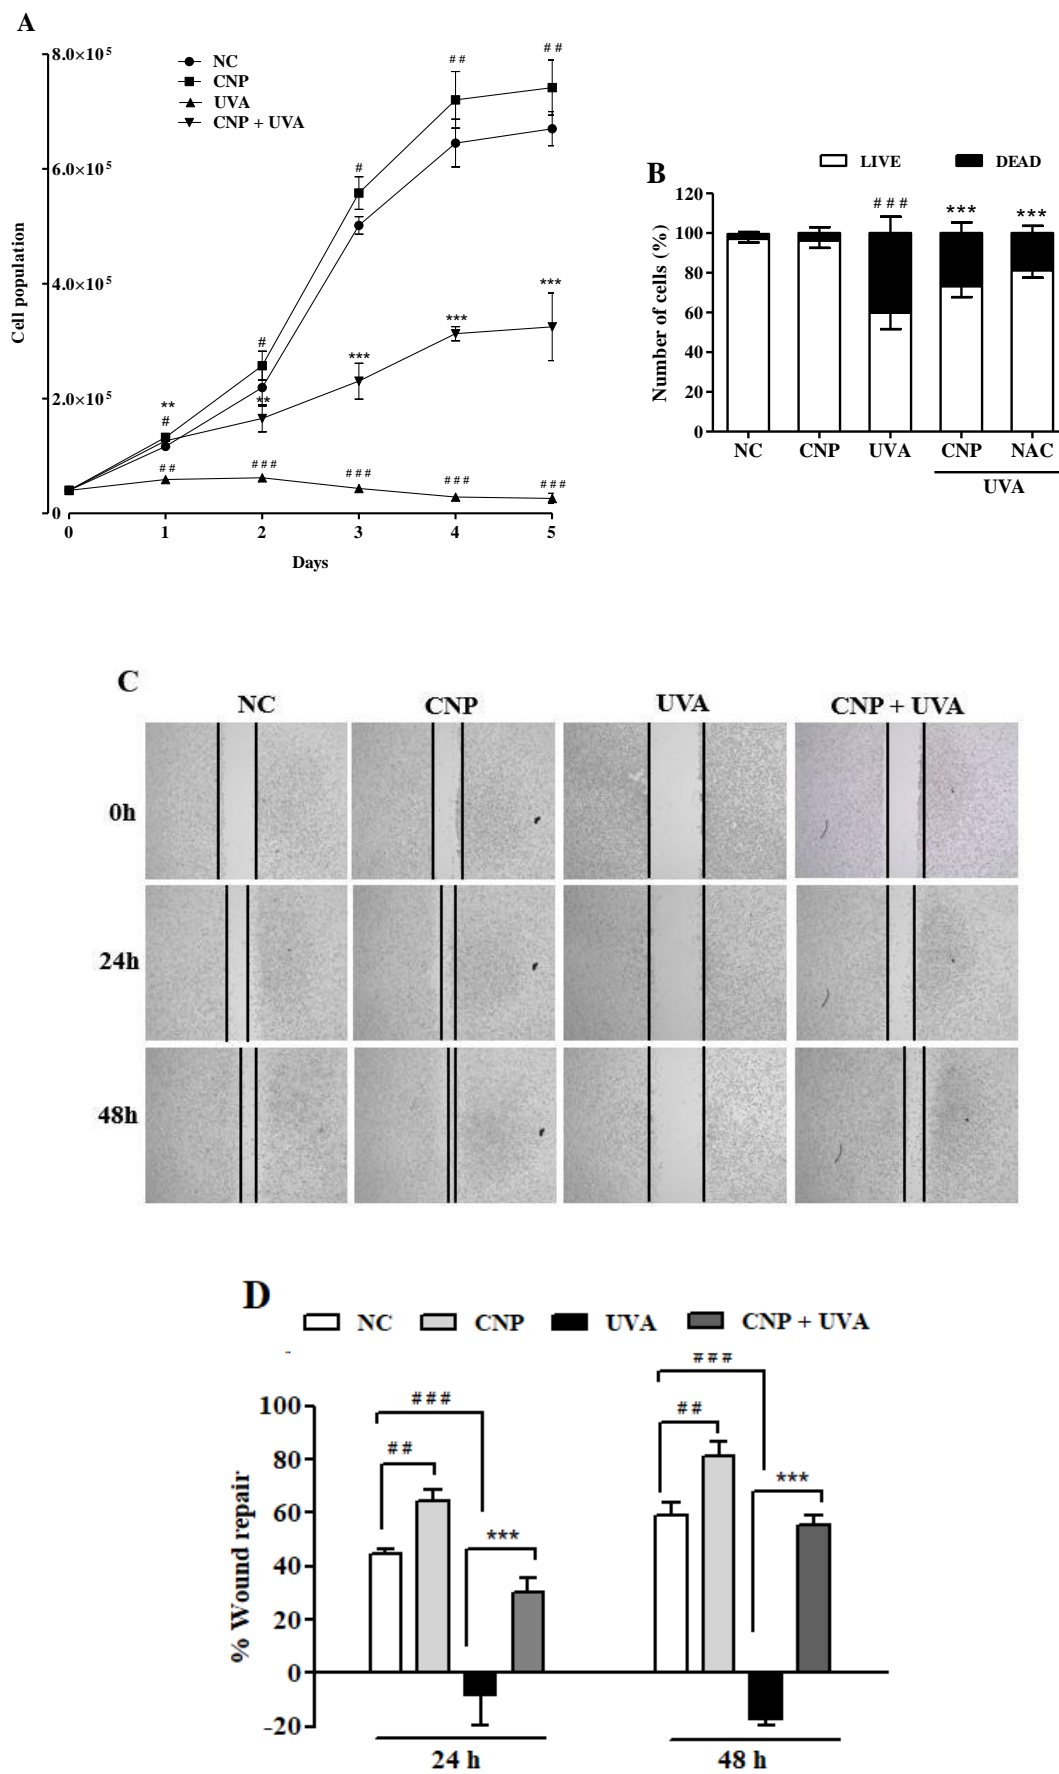 A
8.0×10⁵
6.0×10⁵
4.0×10⁵
2.0×10⁵
0
Cell population
NC
CNP
UVA
CNP + UVA
##
##
#
#
***
***
***
**
**
#
##
###
###
###
###
0 1 2 3 4 5
Days
B
LIVE DEAD
120
100
80
60
40
20
0
Number of cells (%)
### *** ***
NC CNP UVA CNP NAC
UVA
C
NC CNP UVA CNP + UVA
0h
24h
48h
D
NC CNP UVA CNP + UVA
100
80
60
40
20
0
-20
% Wound repair
###
##
***
###
##
***
24 h 48 h